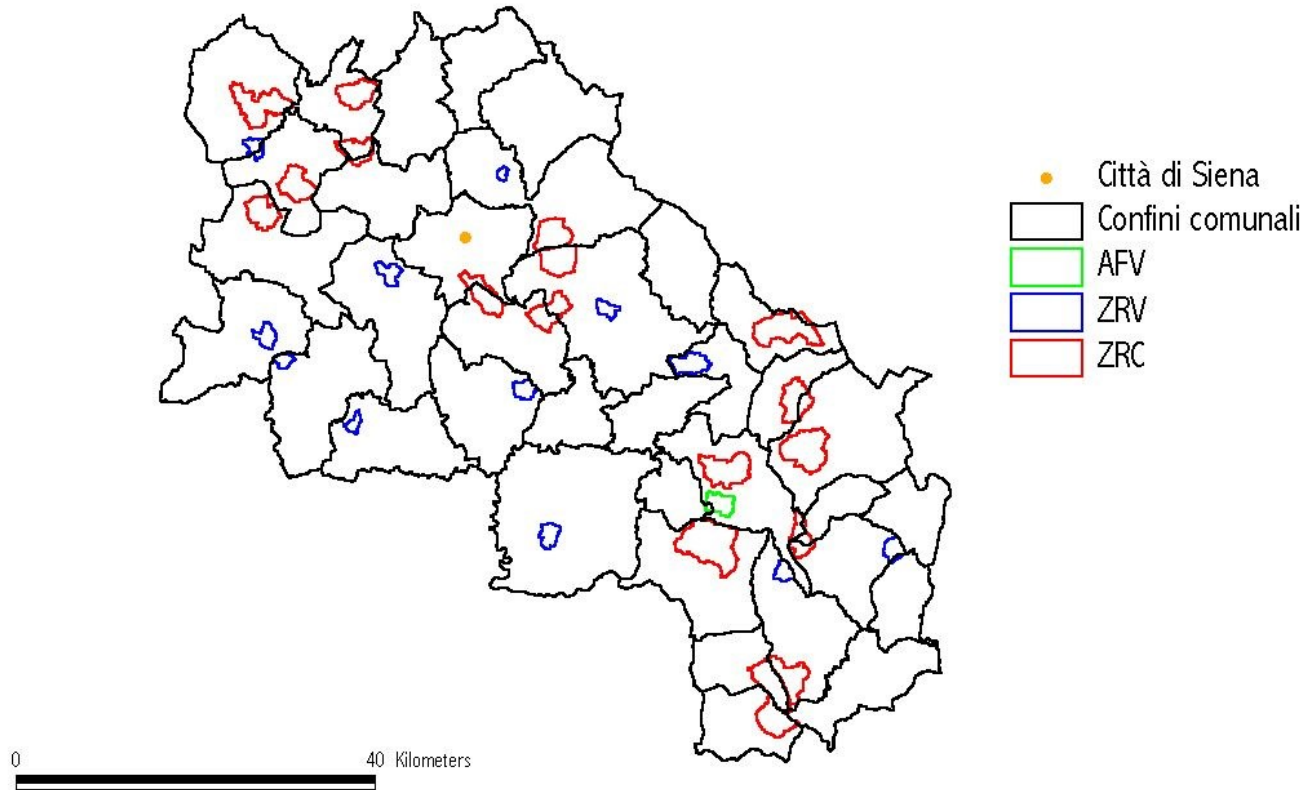 Città di Siena
Confini comunali
AFV
ZRV
ZRC
0 40 Kilometers